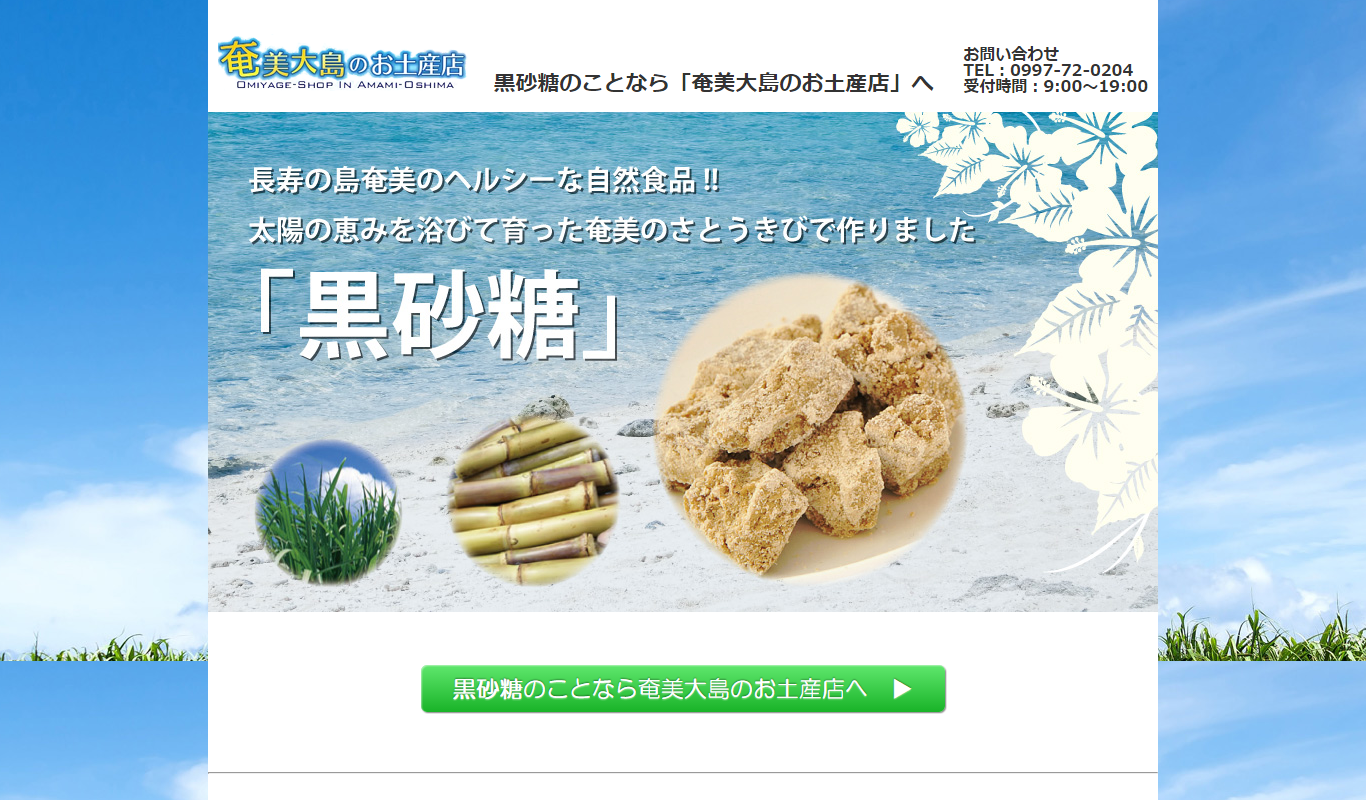 奄美大島のお土産店
OMIYAGE-SHOP IN AMAMI-OSHIMA
黒砂糖のことなら「奄美大島のお土産店」へ
お問い合わせ
TEL：0997-72-0204
受付時間：9:00～19:00
長寿の島奄美のヘルシーな自然食品!!
太陽の恵みを浴びて育った奄美のさとうきびで作りました
「黒砂糖」
黒砂糖のことなら奄美大島のお土産店へ　▶